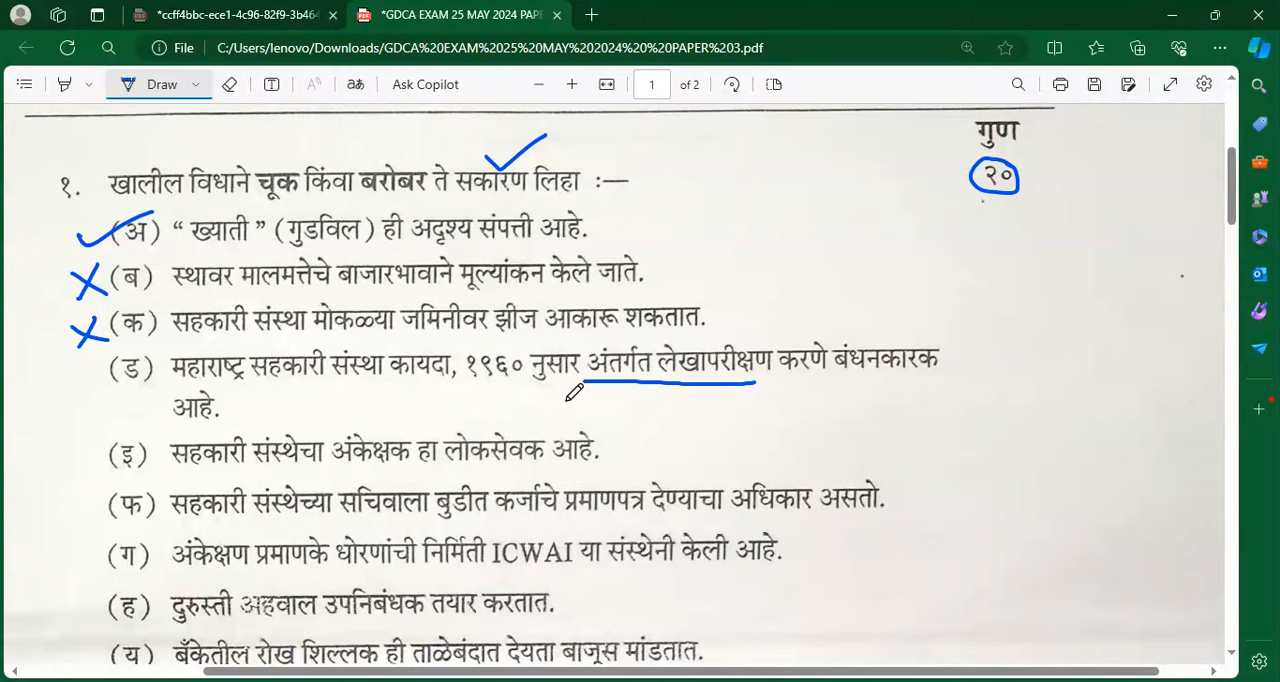 *ccff4bbc-ece1-4c96-82f9-3b464
*GDCA EXAM 25 MAY 2024 PAPE
File
C:/Users/lenovo/Downloads/GDCA%20EXAM%2025%20MAY%202024%20%20PAPER%203.pdf
Draw
aあ
Ask Copilot
1 of 2
गुण
१. खालील विधाने चूक किंवा बरोबर ते सकारण लिहा :—
२०
(अ) “ ख्याती” (गुडविल) ही अदृश्य संपत्ती आहे.
(ब) स्थावर मालमत्तेचे बाजारभावाने मूल्यांकन केले जाते.
(क) सहकारी संस्था मोकळ्या जमिनीवर झीज आकारू शकतात.
(ड) महाराष्ट्र सहकारी संस्था कायदा, १९६० नुसार अंतर्गत लेखापरीक्षण करणे बंधनकारक
आहे.
(इ) सहकारी संस्थेचा अंकेक्षक हा लोकसेवक आहे.
(फ) सहकारी संस्थेच्या सचिवाला बुडीत कर्जाचे प्रमाणपत्र देण्याचा अधिकार असतो.
(ग) अंकेक्षण प्रमाणके धोरणांची निर्मिती ICWAI या संस्थेनी केली आहे.
(ह) दुरुस्ती अहवाल उपनिबंधक तयार करतात.
(य) बँकेतील रोख शिल्लक ही ताळेबंदात देयता बाजूस मांडतात.